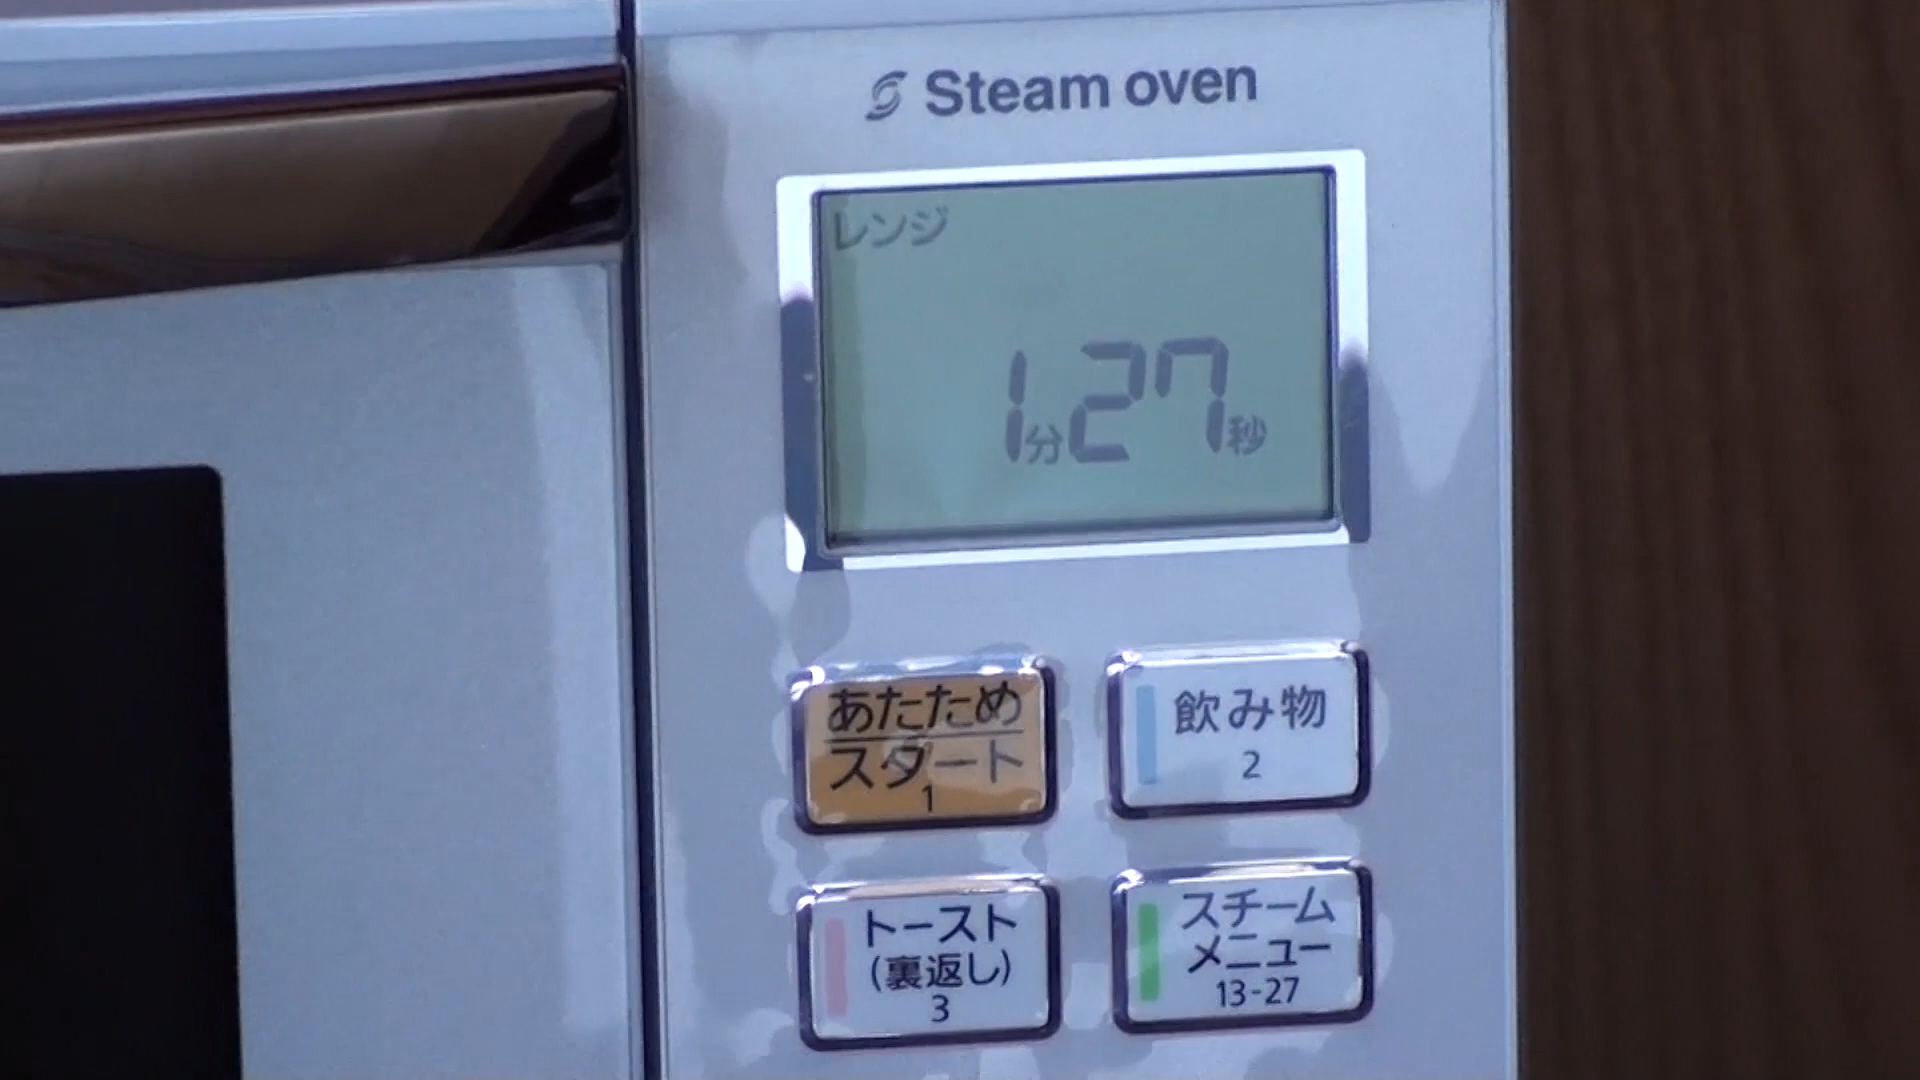 Steam oven
レンジ
1分27秒
あたため
スタート
1
飲み物
2
トースト
(裏返し)
3
スチーム
メニュー
13-27